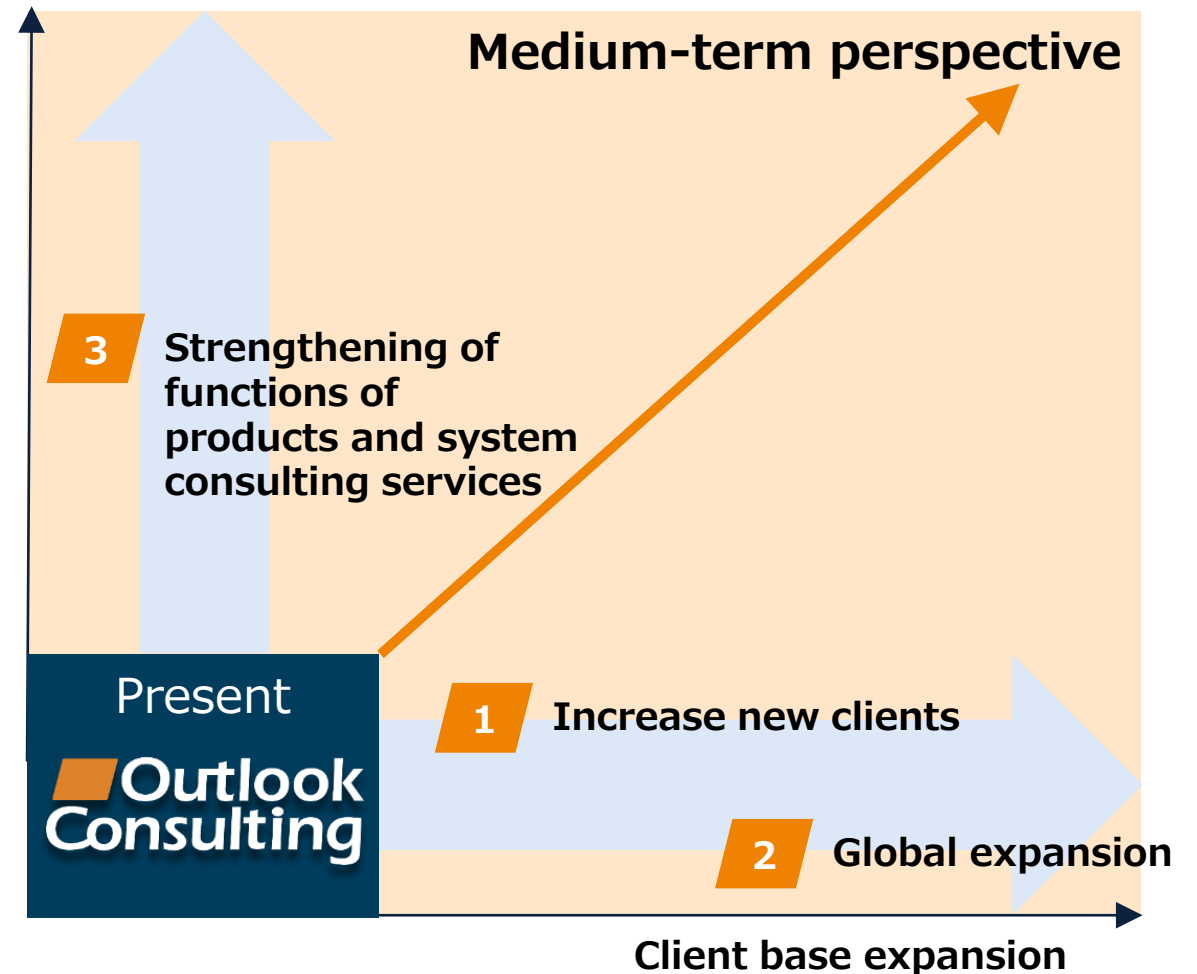 Medium-term perspective
3
Strengthening of
functions of
products and system
consulting services
Present
Outlook
Consulting
1
Increase new clients
2
Global expansion
Client base expansion